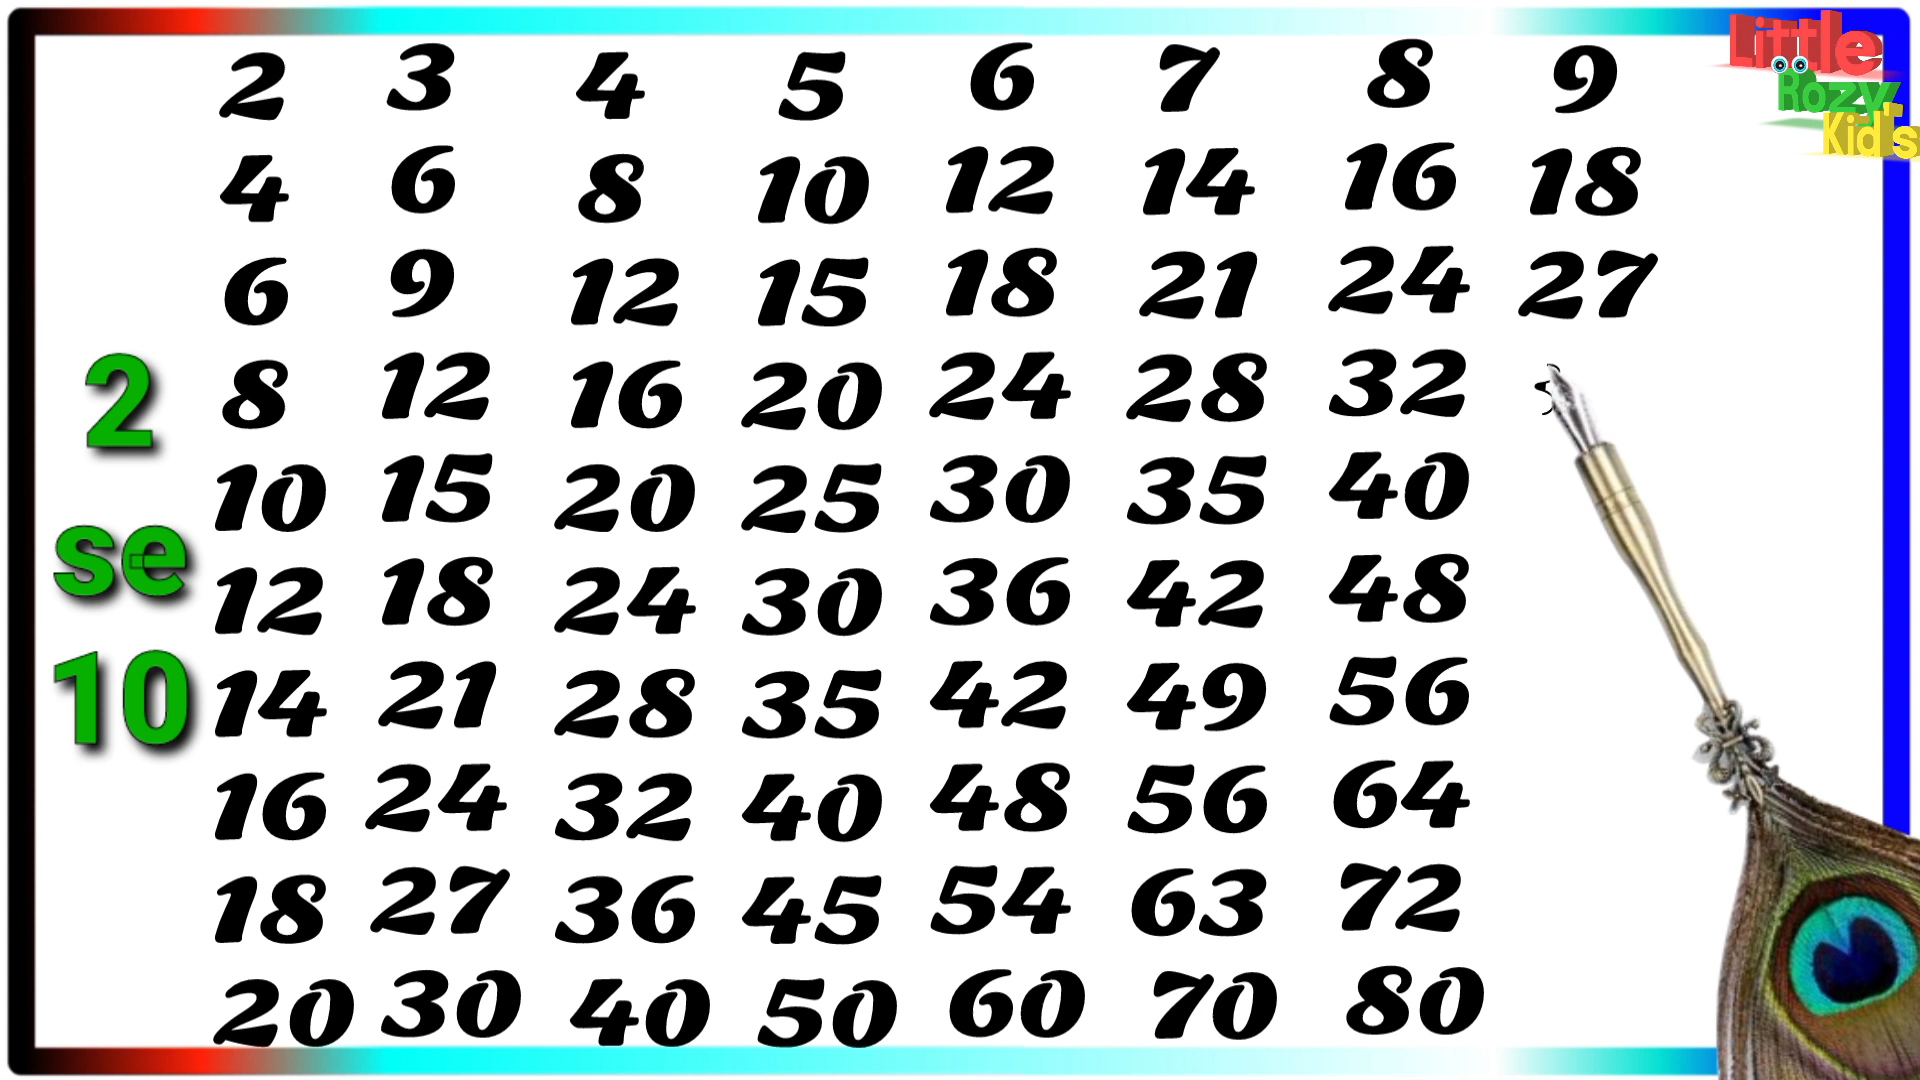 2 3 4 5 6 7 8 9
4 6 8 10 12 14 16 18
6 9 12 15 18 21 24 27
8 12 16 20 24 28 32
10 15 20 25 30 35 40
12 18 24 30 36 42 48
14 21 28 35 42 49 56
16 24 32 40 48 56 64
18 27 36 45 54 63 72
20 30 40 50 60 70 80
2
se
10
Little
Rozy
Kid's